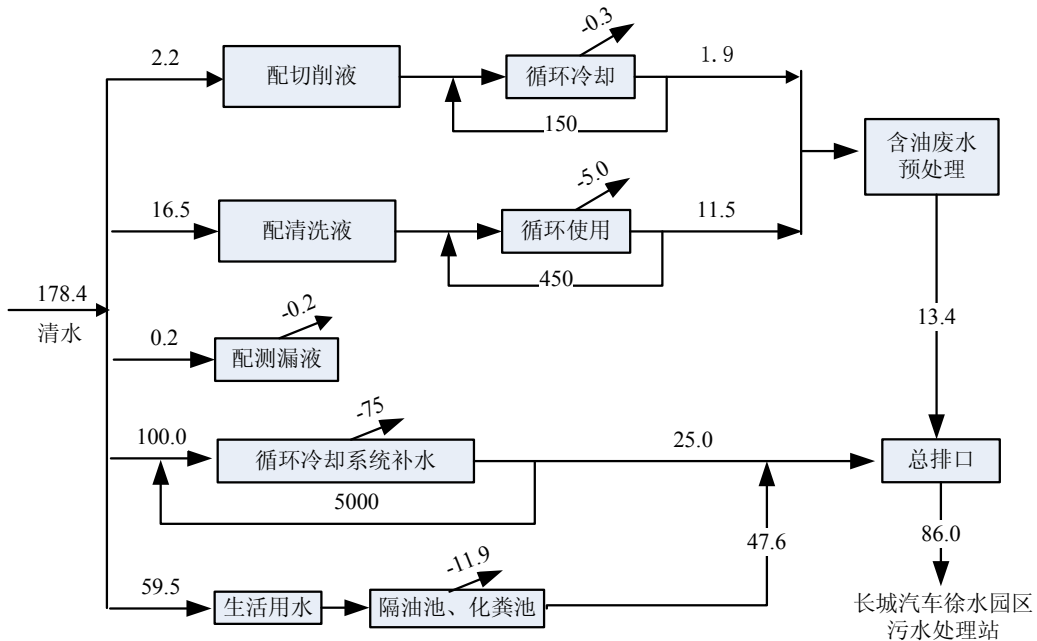 -0.3
2.2
配切削液
循环冷却
1.9
150
含油废水
预处理
-5.0
16.5
配清洗液
循环使用
11.5
450
178.4
清水
-0.2
0.2
配测漏液
13.4
-75
100.0
循环冷却系统补水
25.0
总排口
5000
86.0
47.6
-11.9
59.5
生活用水
隔油池、化粪池
长城汽车徐水园区
污水处理站